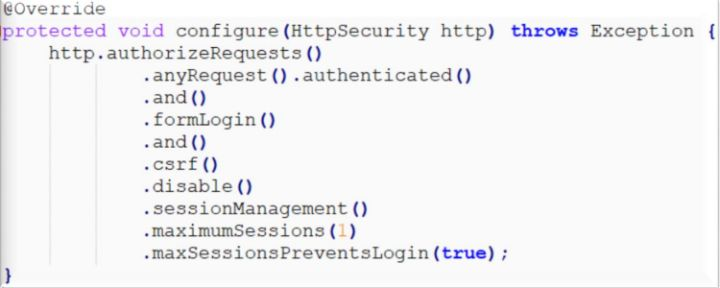 @Override
protected void configure(HttpSecurity http) throws Exception {
    http.authorizeRequests()
            .anyRequest().authenticated()
            .and()
            .formLogin()
            .and()
            .csrf()
            .disable()
            .sessionManagement()
            .maximumSessions(1)
            .maxSessionsPreventsLogin(true);
}